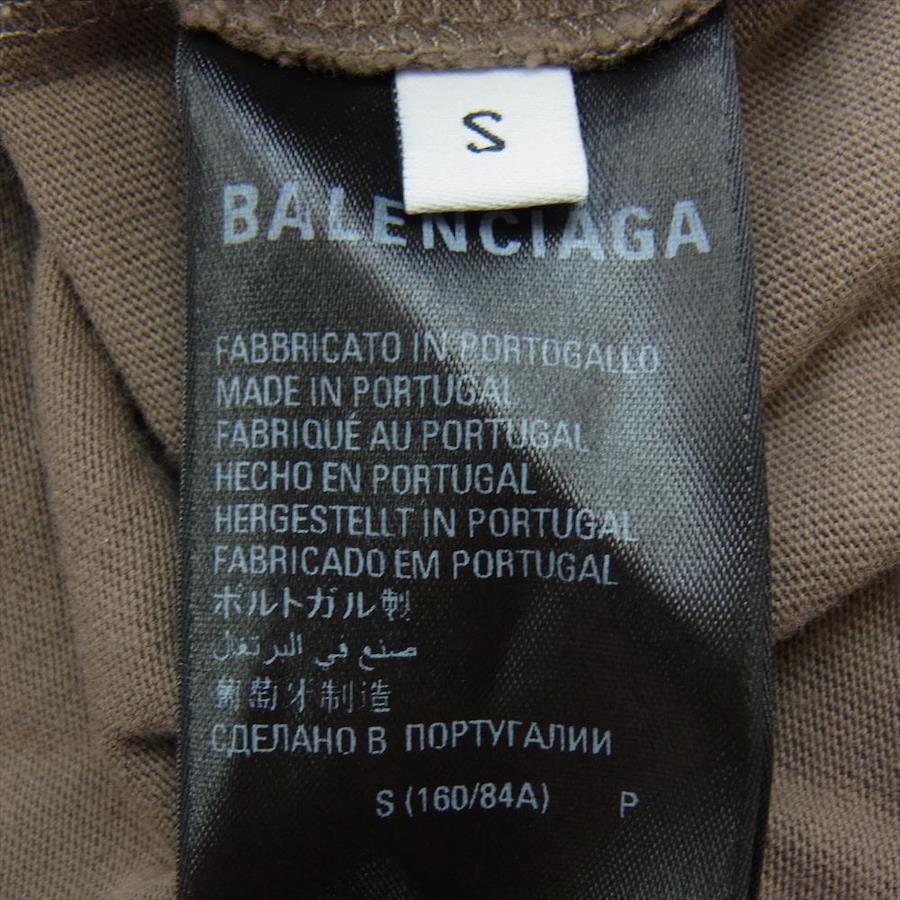 S
BALENCIAGA
FABBRICATO IN PORTOGALLO
MADE IN PORTUGAL
FABRIQUÉ AU PORTUGAL
HECHO EN PORTUGAL
HERGESTELLT IN PORTUGAL
FABRICADO EM PORTUGAL
ポルトガル製
صنع في البرتغال
葡萄牙制造
СДЕЛАНО В ПОРТУГАЛИИ
S (160/84A) P